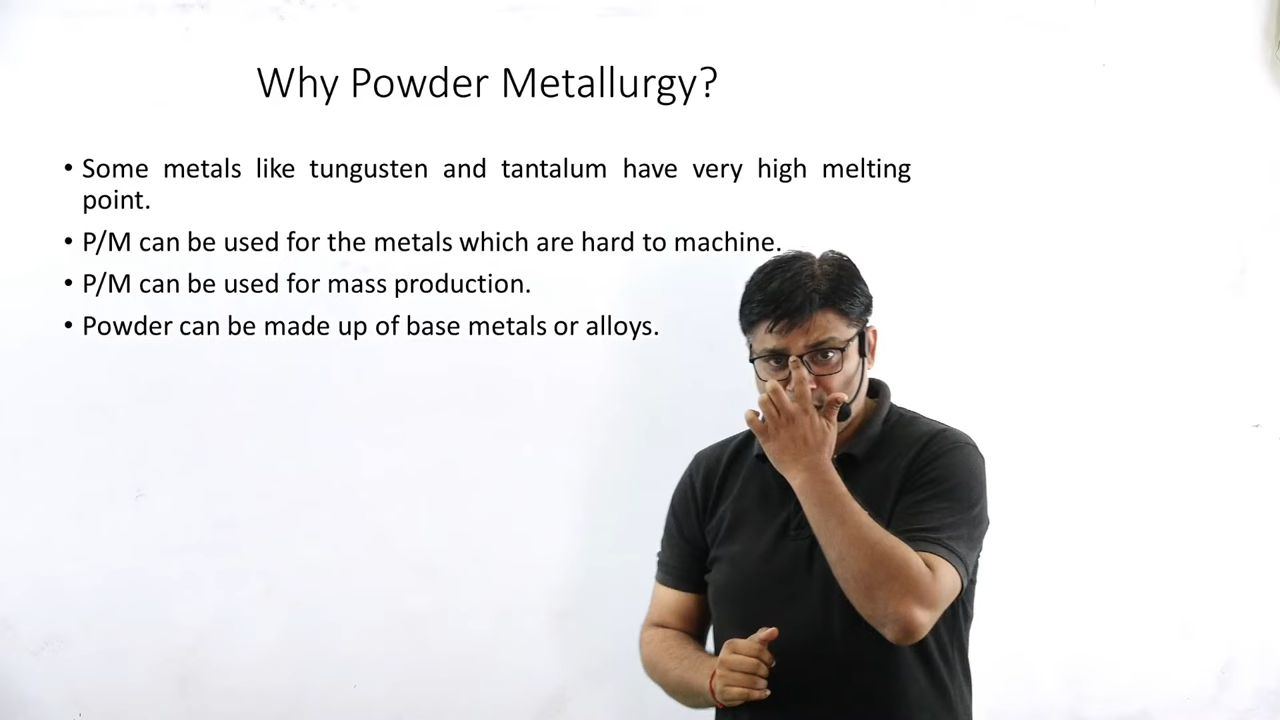 Why Powder Metallurgy?
• Some metals like tungusten and tantalum have very high melting
point.
• P/M can be used for the metals which are hard to machine.
• P/M can be used for mass production.
• Powder can be made up of base metals or alloys.